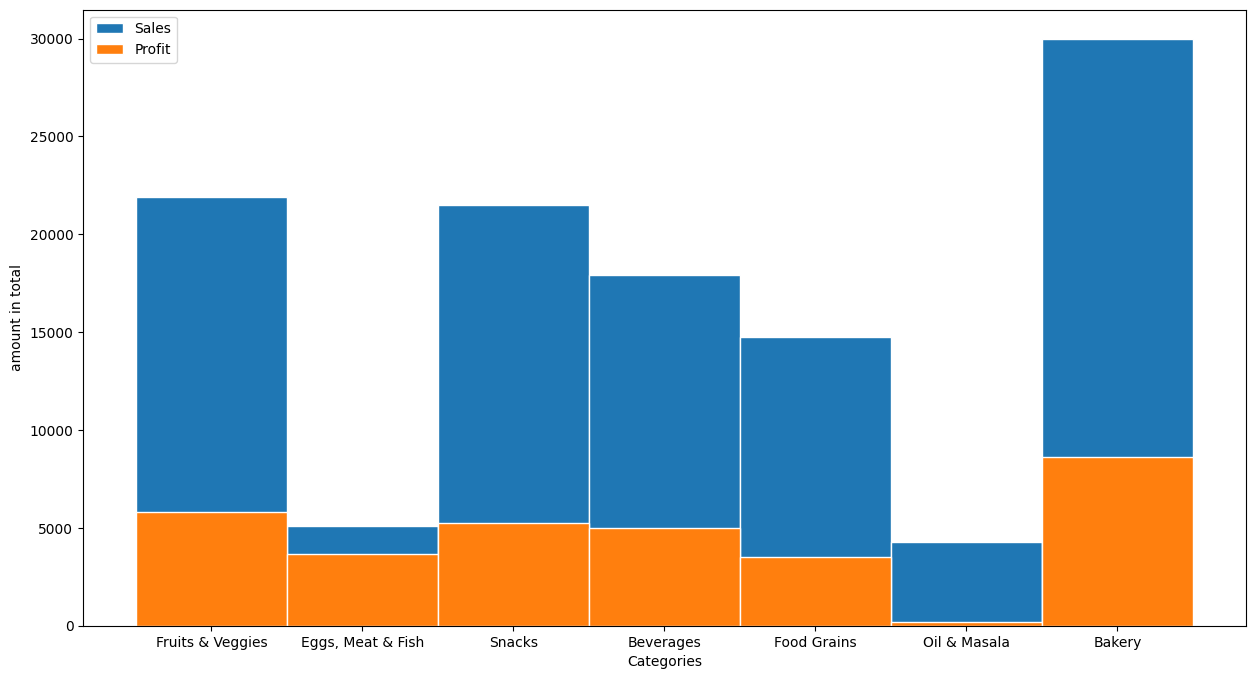 Sales
Profit
30000
25000
20000
15000
10000
5000
0
amount in total
Fruits & Veggies
Eggs, Meat & Fish
Snacks
Beverages
Food Grains
Oil & Masala
Bakery
Categories